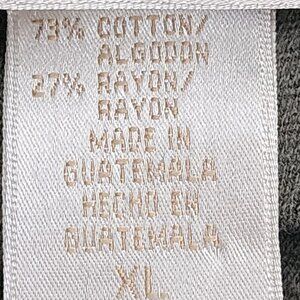 73% COTTON/
ALGODON
27% RAYON/
RAYON
MADE IN
GUATEMALA
HECHO EN
GUATEMALA
XL